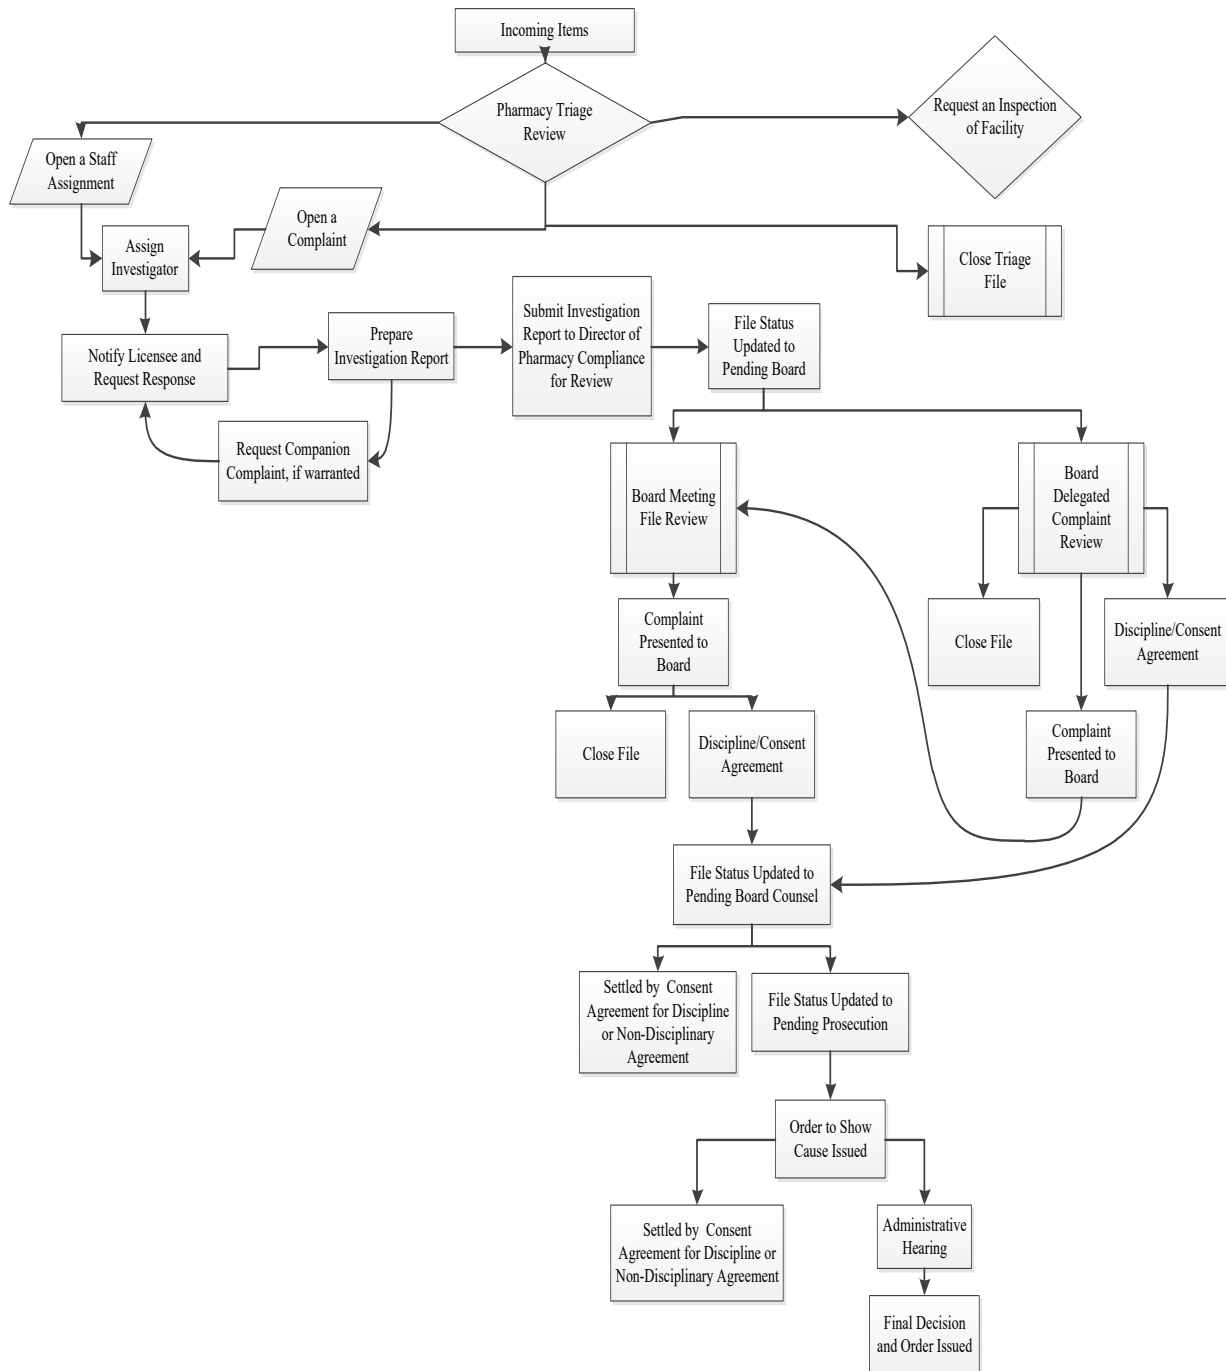 Incoming Items
Pharmacy Triage
Review
Request an Inspection
of Facility
Open a Staff
Assignment
Open a
Complaint
Assign
Investigator
Close Triage
File
Notify Licensee and
Request Response
Prepare
Investigation Report
Submit Investigation
Report to Director of
Pharmacy Compliance
for Review
File Status
Updated to
Pending Board
Request Companion
Complaint, if warranted
Board Meeting
File Review
Board
Delegated
Complaint
Review
Complaint
Presented to
Board
Close File
Discipline/Consent
Agreement
Close File
Discipline/Consent
Agreement
Complaint
Presented to
Board
File Status Updated to
Pending Board Counsel
Settled by Consent
Agreement for Discipline
or Non-Disciplinary
Agreement
File Status Updated to
Pending Prosecution
Order to Show
Cause Issued
Settled by Consent
Agreement for Discipline or
Non-Disciplinary Agreement
Administrative
Hearing
Final Decision
and Order Issued